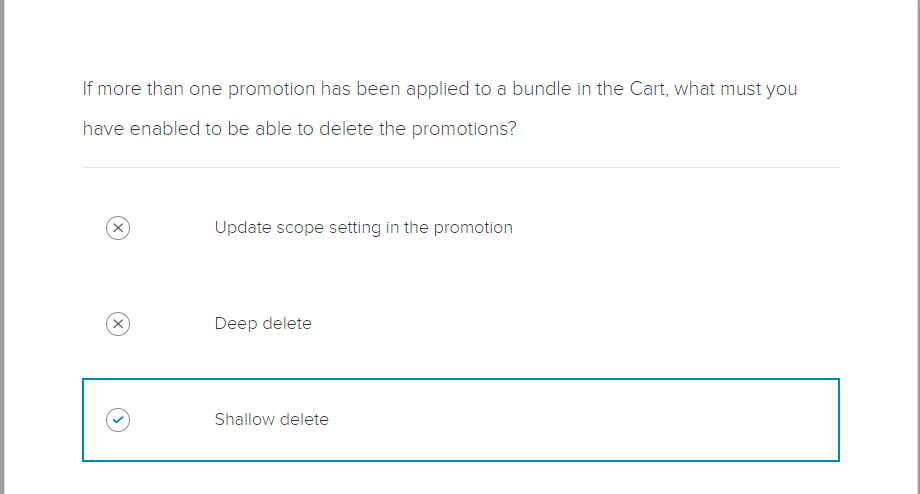 If more than one promotion has been applied to a bundle in the Cart, what must you
have enabled to be able to delete the promotions?
Update scope setting in the promotion
Deep delete
Shallow delete